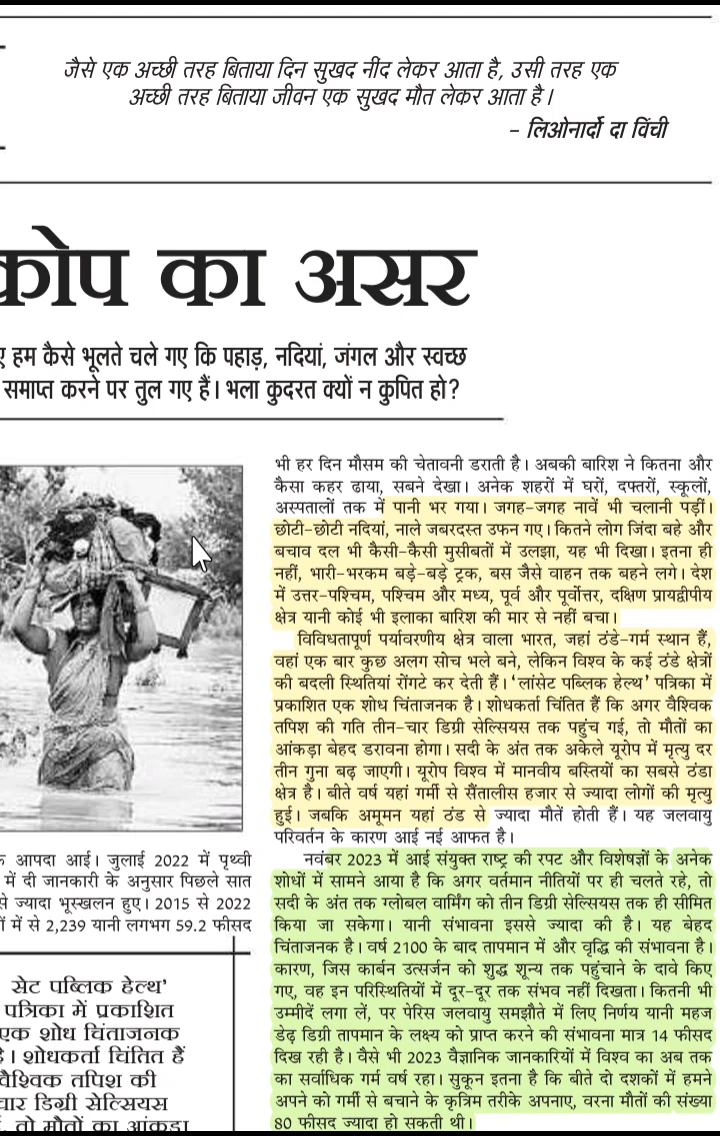 जैसे एक अच्छी तरह बिताया दिन सुखद नींद लेकर आता है, उसी तरह एक
अच्छी तरह बिताया जीवन एक सुखद मौत लेकर आता है।
– लिओनार्दो दा विंची
कोप का असर
ए हम कैसे भूलते चले गए कि पहाड़, नदियां, जंगल और स्वच्छ
समाप्त करने पर तुल गए हैं। भला कुदरत क्यों न कुपित हो?
आपदा आई। जुलाई 2022 में पृथ्वी
में दी जानकारी के अनुसार पिछले सात
से ज्यादा भूस्खलन हुए। 2015 से 2022
में से 2,239 यानी लगभग 59.2 फीसद
सेट पब्लिक हेल्थ'
पत्रिका में प्रकाशित
एक शोध चिंताजनक
है। शोधकर्ता चिंतित हैं
वैश्विक तपिश की
चार डिग्री सेल्सियस
तो मौतों का आंकड़ा
भी हर दिन मौसम की चेतावनी डराती है। अबकी बारिश ने कितना और
कैसा कहर ढाया, सबने देखा। अनेक शहरों में घरों, दफ्तरों, स्कूलों,
अस्पतालों तक में पानी भर गया। जगह-जगह नावें भी चलानी पड़ीं।
छोटी-छोटी नदियां, नाले जबरदस्त उफन गए। कितने लोग जिंदा बहे और
बचाव दल भी कैसी-कैसी मुसीबतों में उलझा, यह भी दिखा। इतना ही
नहीं, भारी-भरकम बड़े-बड़े ट्रक, बस जैसे वाहन तक बहने लगे। देश
में उत्तर-पश्चिम, पश्चिम और मध्य, पूर्व और पूर्वोत्तर, दक्षिण प्रायद्वीपीय
क्षेत्र यानी कोई भी इलाका बारिश की मार से नहीं बचा।
विविधतापूर्ण पर्यावरणीय क्षेत्र वाला भारत, जहां ठंडे-गर्म स्थान हैं,
वहां एक बार कुछ अलग सोच भले बने, लेकिन विश्व के कई ठंडे क्षेत्रों
की बदली स्थितियां रोंगटे कर देती हैं। 'लांसेट पब्लिक हेल्थ' पत्रिका में
प्रकाशित एक शोध चिंताजनक है। शोधकर्ता चिंतित हैं कि अगर वैश्विक
तपिश की गति तीन-चार डिग्री सेल्सियस तक पहुंच गई, तो मौतों का
आंकड़ा बेहद डरावना होगा। सदी के अंत तक अकेले यूरोप में मृत्यु दर
तीन गुना बढ़ जाएगी। यूरोप विश्व में मानवीय बस्तियों का सबसे ठंडा
क्षेत्र है। बीते वर्ष यहां गर्मी से सैंतालीस हजार से ज्यादा लोगों की मृत्यु
हुई। जबकि अमूमन यहां ठंड से ज्यादा मौतें होती हैं। यह जलवायु
परिवर्तन के कारण आई नई आफत है।
नवंबर 2023 में आई संयुक्त राष्ट्र की रपट और विशेषज्ञों के अनेक
शोधों में सामने आया है कि अगर वर्तमान नीतियों पर ही चलते रहे, तो
सदी के अंत तक ग्लोबल वार्मिंग को तीन डिग्री सेल्सियस तक ही सीमित
किया जा सकेगा। यानी संभावना इससे ज्यादा की है। यह बेहद
चिंताजनक है। वर्ष 2100 के बाद तापमान में और वृद्धि की संभावना है।
कारण, जिस कार्बन उत्सर्जन को शुद्ध शून्य तक पहुंचाने के दावे किए
गए, वह इन परिस्थितियों में दूर-दूर तक संभव नहीं दिखता। कितनी भी
उम्मीदें लगा लें, पर पेरिस जलवायु समझौते में लिए निर्णय यानी महज
डेढ़ डिग्री तापमान के लक्ष्य को प्राप्त करने की संभावना मात्र 14 फीसद
दिख रही है। वैसे भी 2023 वैज्ञानिक जानकारियों में विश्व का अब तक
का सर्वाधिक गर्म वर्ष रहा। सुकून इतना है कि बीते दो दशकों में हमने
अपने को गर्मी से बचाने के कृत्रिम तरीके अपनाए, वरना मौतों की संख्या
80 फीसद ज्यादा हो सकती थी।